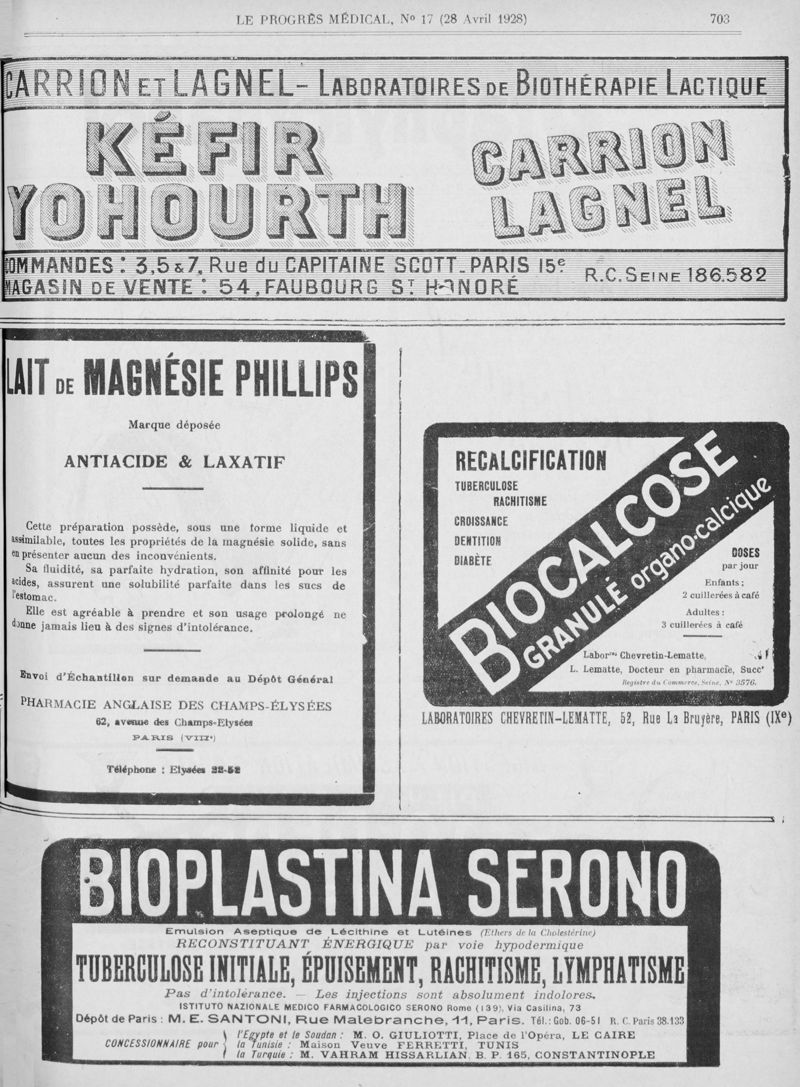 LE PROGRÈS MÉDICAL, No 17 (28 Avril 1928) 703
CARRION ET LAGNEL - LABORATOIRES DE BIOTHÉRAPIE LACTIQUE
KÉFIR
YOHOURTH
CARRION
LAGNEL
COMMANDES : 3,5&7, Rue du CAPITAINE SCOTT_PARIS 15e
MAGASIN DE VENTE : 54, FAUBOURG ST HONORÉ
R.C. SEINE 186.582
LAIT DE MAGNÉSIE PHILLIPS
Marque déposée
ANTIACIDE & LAXATIF
Cette préparation possède, sous une forme liquide et
assimilable, toutes les propriétés de la magnésie solide, sans
en présenter aucun des inconvénients.
Sa fluidité, sa parfaite hydration, son affinité pour les
acides, assurent une solubilité parfaite dans les sucs de
l'estomac.
Elle est agréable à prendre et son usage prolongé ne
donne jamais lieu à des signes d'intolérance.
Envoi d'Échantillon sur demande au Dépôt Général
PHARMACIE ANGLAISE DES CHAMPS-ÉLYSÉES
62, avenue des Champs-Elysées
PARIS (VIIIe)
Téléphone : Elysées 22-52
RECALCIFICATION
TUBERCULOSE
RACHITISME
CROISSANCE
DENTITION
DIABÈTE
BIOCALCOSE
GRANULÉ organo-calcique
DOSES
par jour
Enfants :
2 cuillerées à café
Adultes :
3 cuillerées à café
Laborres Chevretin-Lematte,
L. Lematte, Docteur en pharmacie, Succr
Registre du Commerce, Seine, No 3576.
LABORATOIRES CHEVRETIN-LEMATTE, 52, Rue La Bruyère, PARIS (IXe)
BIOPLASTINA SERONO
Emulsion Aseptique de Lécithine et Lutéines (Ethers de la Cholestérine)
RECONSTITUANT ÉNERGIQUE par voie hypodermique
TUBERCULOSE INITIALE, ÉPUISEMENT, RACHITISME, LYMPHATISME
Pas d'intolérance. — Les injections sont absolument indolores.
ISTITUTO NAZIONALE MEDICO FARMACOLOGICO SERONO Rome (139), Via Casilina, 73
Dépôt de Paris : M. E. SANTONI, Rue Malebranche, 11, Paris. Tél.: Gob. 06-51 R. C. Paris 38.133
CONCESSIONNAIRE pour
l'Egypte et le Soudan : M. O. GIULIOTTI, Place de l'Opéra, LE CAIRE
la Tunisie : Maison Veuve FERRETTI, TUNIS
la Turquie : M. VAHRAM HISSARLIAN. B. P. 165, CONSTANTINOPLE